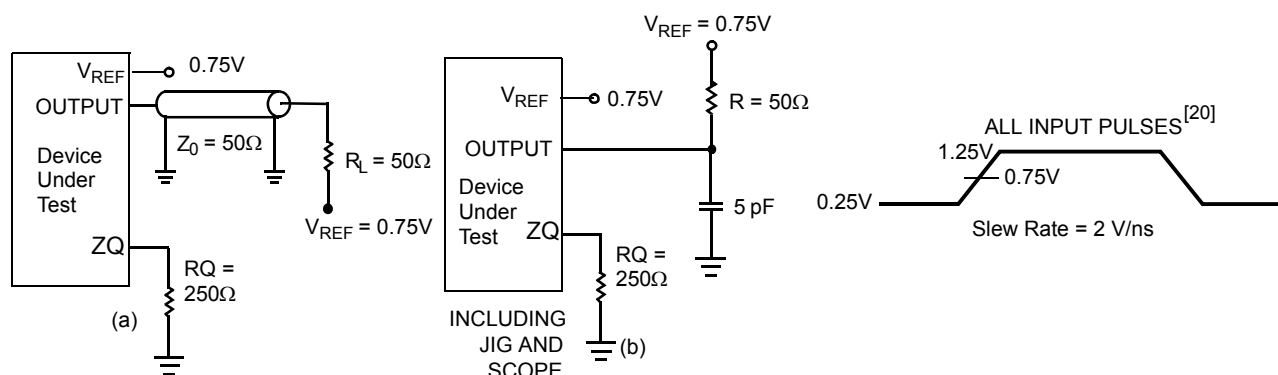 V_REF 0.75V
OUTPUT
Z0 = 50Ω
Device
Under
Test
R_L = 50Ω
V_REF = 0.75V
ZQ
RQ =
250Ω
(a)
V_REF = 0.75V
R = 50Ω
V_REF 0.75V
OUTPUT
Device
Under
Test
5 pF
ZQ
RQ =
250Ω
INCLUDING
JIG AND
SCOPE
(b)
ALL INPUT PULSES[20]
1.25V
0.75V
0.25V
Slew Rate = 2 V/ns